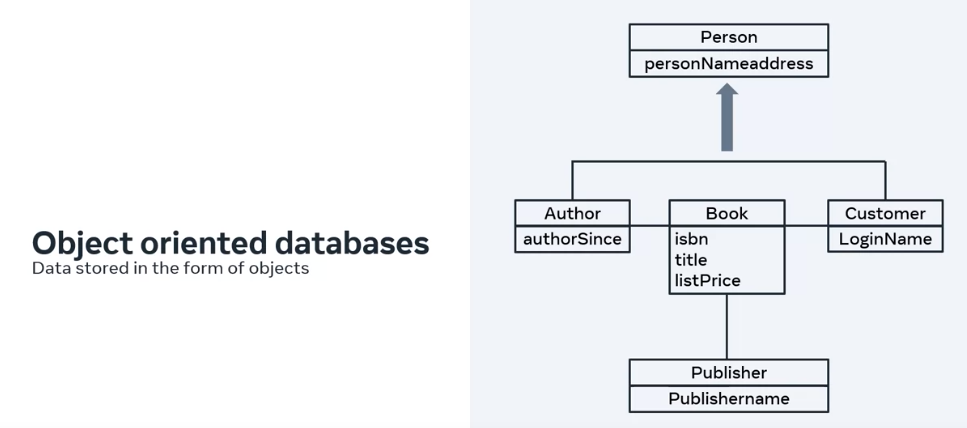 Object oriented databases
Data stored in the form of objects
Person
personNameaddress
Author
authorSince
Book
isbn
title
listPrice
Customer
LoginName
Publisher
Publishername